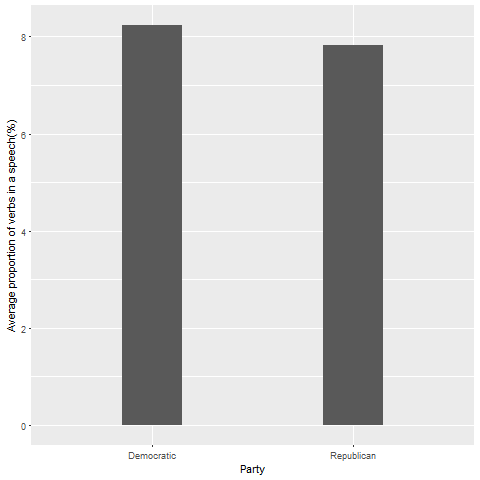 Average proportion of verbs in a speech(%)
8
6
4
2
0
Democratic
Republican
Party